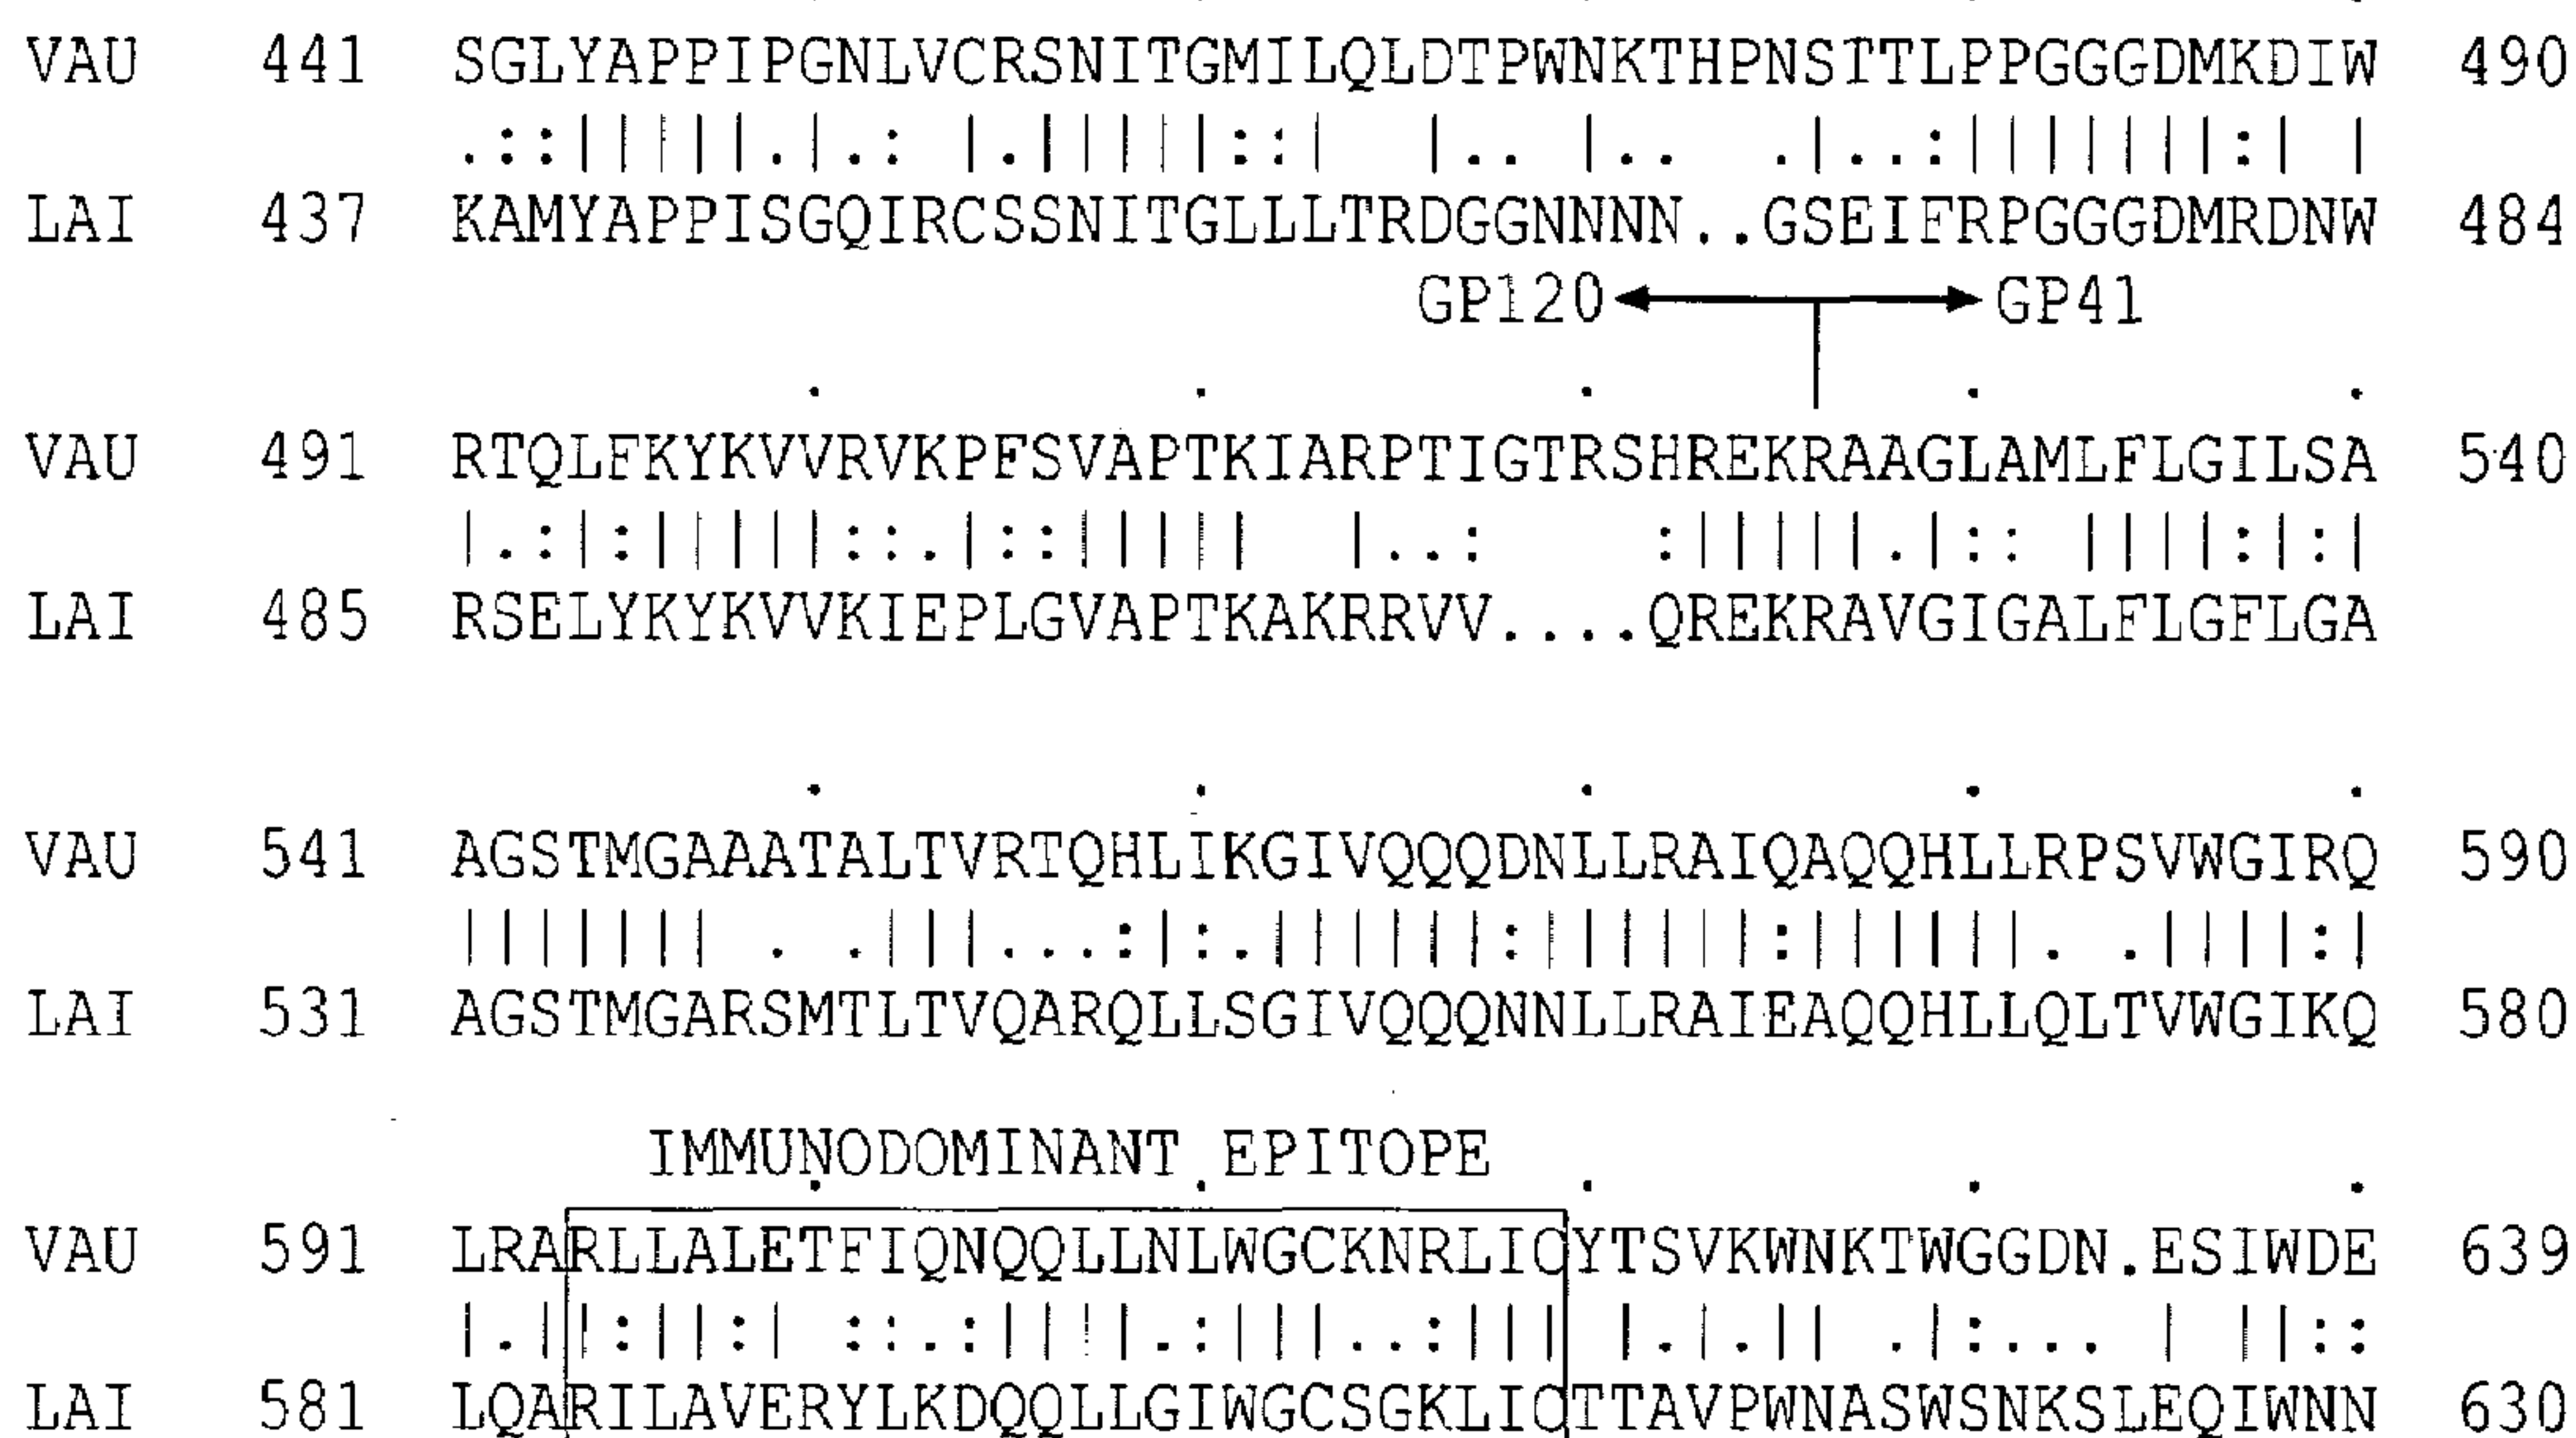 VAU 441 SGLYAPPIPGNLVCRSNITGMILQLDTPWNKTHPNSTTLPPGGGDMKDIW 490
.::|||||.|.: |.|||||::| |.. |.. .|..:|||||||:| |
LAI 437 KAMYAPPISGQIRCSSNITGLLLTRDGGNNNN..GSEIFRPGGGDMRDNW 484
GP120 GP41
. . . . .
VAU 491 RTQLFKYKVVRVKPFSVAPTKIARPTIGTRSHREKRAAGLAMLFLGILSA 540
|.:|:|||||::.|::||||| |..: :|||||.|:: ||||:|:|
LAI 485 RSELYKYKVVKIEPLGVAPTKAKRRVV....QREKRAVGIGALFLGFLGA
. . . . .
VAU 541 AGSTMGAAATALTVRTQHLIKGIVQQQDNLLRAIQAQQHLLRPSVWGIRQ 590
||||||| . .|||...:|:.||||||:||||||:||||||. .||||:|
LAI 531 AGSTMGARSMTLTVQARQLLSGIVQQQNNLLRAIEAQQHLLQLTVWGIKQ 580
IMMUNODOMINANT EPITOPE
. . . . .
VAU 591 LRARLLALETFIQNQQLLNLWGCKNRLICYTSVKWNKTWGGDN.ESIWDE 639
|.||:||:| ::.:||||.:|||..:||| |.|.|| .|:... | ||::
LAI 581 LQARILAVERYLKDQQLLGIWGCSGKLICTTAVPWNASWSNKSLEQIWNN 630